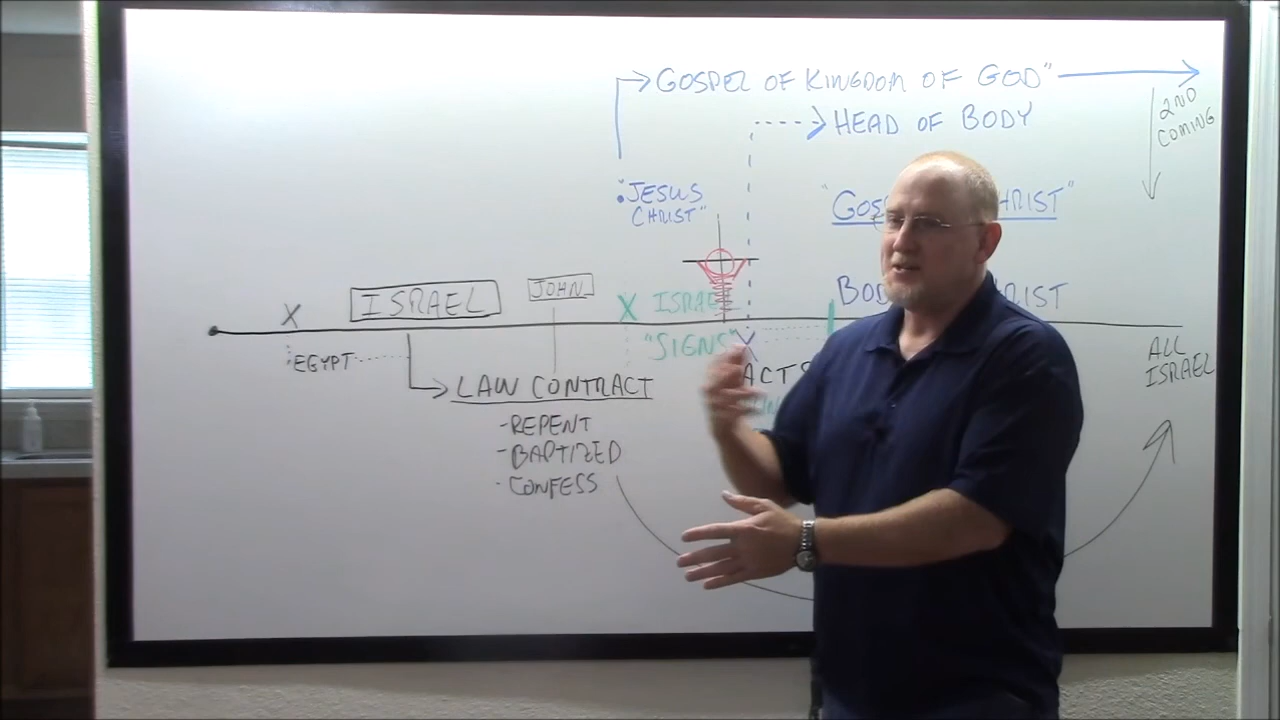 GOSPEL OF KINGDOM OF GOD"
HEAD OF BODY
2ND
COMING
"JESUS
CHRIST"
ISRAEL
JOHN
X
X
"SIGNS"
X
EGYPT
LAW CONTRACT
ACTS
ALL
ISRAEL
-REPENT
-BAPTIZED
-CONFESS